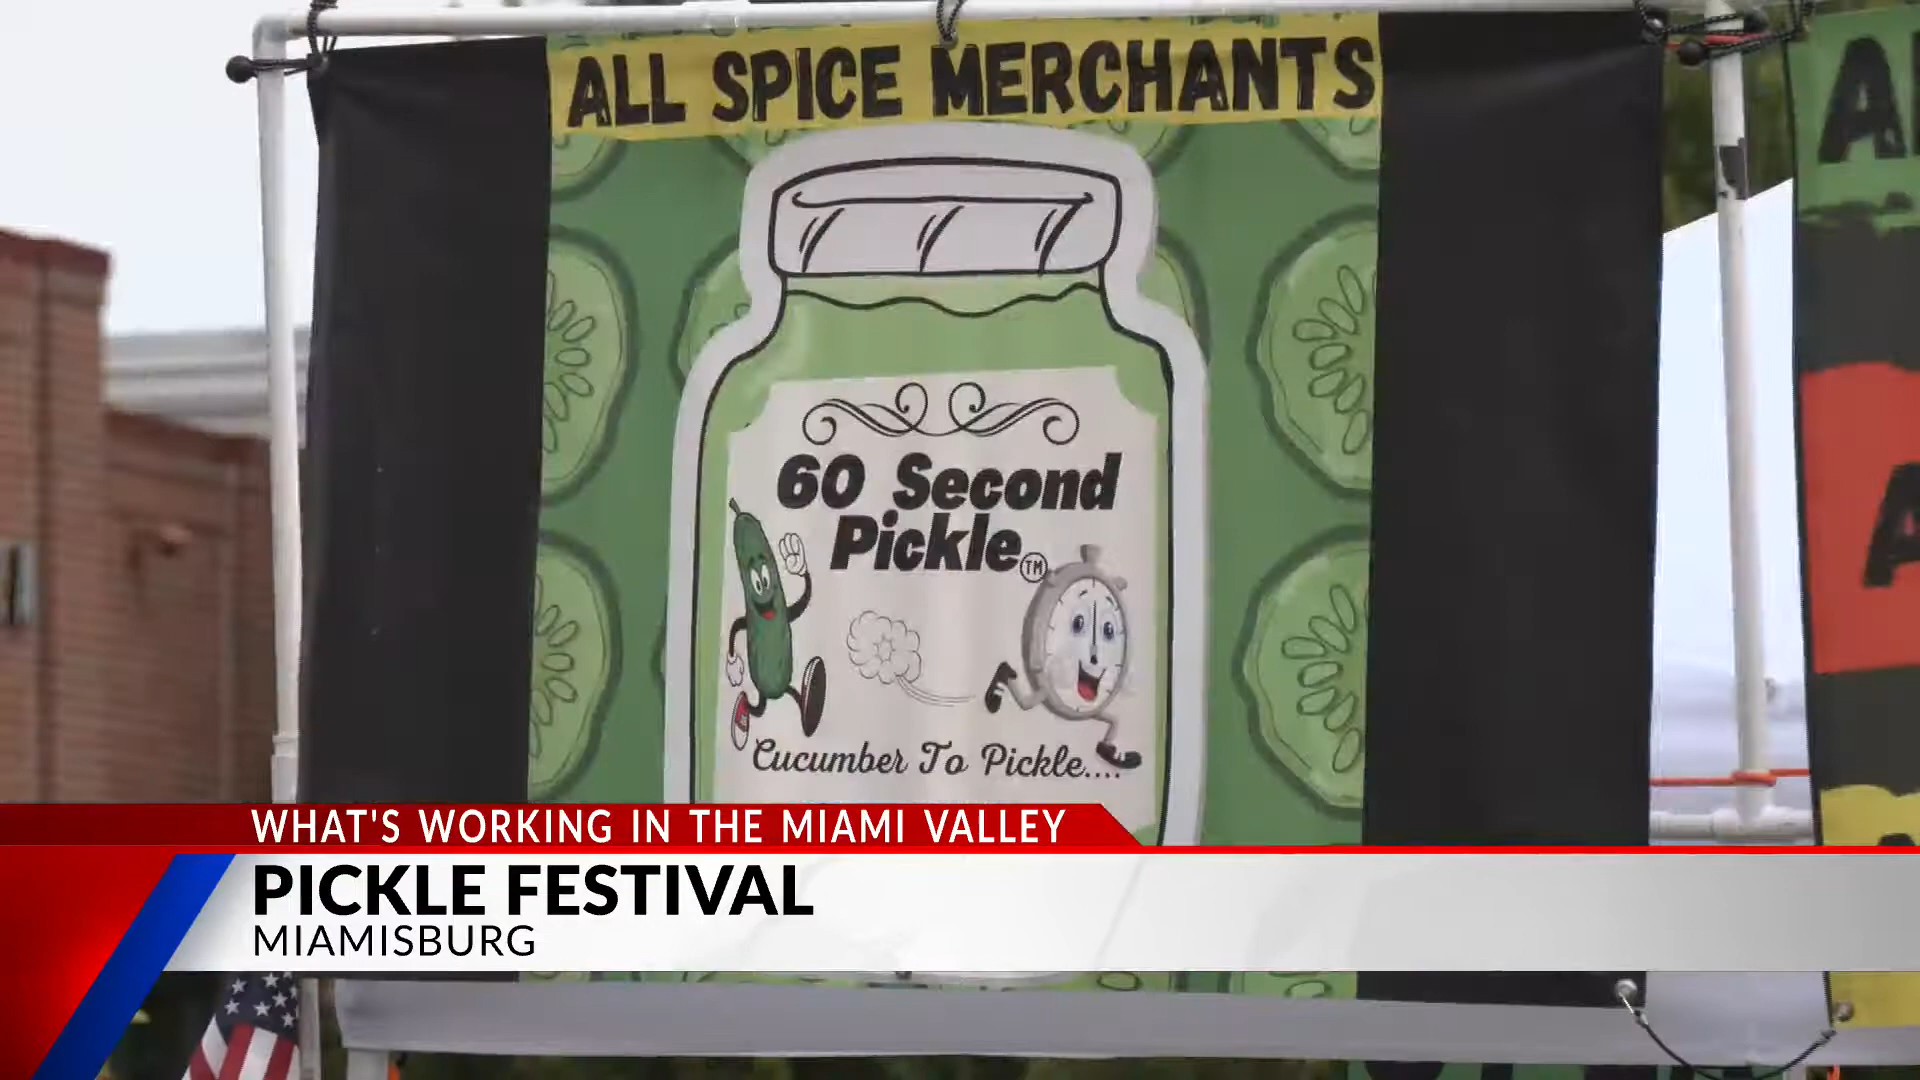 ALL SPICE MERCHANTS
60 Second
Pickle TM
Cucumber To Pickle....
WHAT'S WORKING IN THE MIAMI VALLEY
PICKLE FESTIVAL
MIAMISBURG